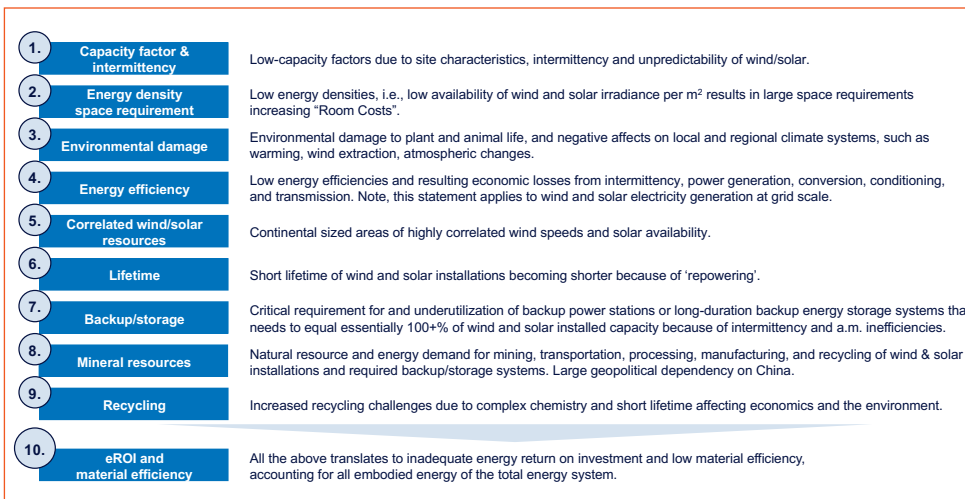 1.
Capacity factor &
intermittency
Low-capacity factors due to site characteristics, intermittency and unpredictability of wind/solar.
2.
Energy density
space requirement
Low energy densities, i.e., low availability of wind and solar irradiance per m² results in large space requirements
increasing “Room Costs”.
3.
Environmental damage
Environmental damage to plant and animal life, and negative affects on local and regional climate systems, such as
warming, wind extraction, atmospheric changes.
4.
Energy efficiency
Low energy efficiencies and resulting economic losses from intermittency, power generation, conversion, conditioning,
and transmission. Note, this statement applies to wind and solar electricity generation at grid scale.
5.
Correlated wind/solar
resources
Continental sized areas of highly correlated wind speeds and solar availability.
6.
Lifetime
Short lifetime of wind and solar installations becoming shorter because of ‘repowering’.
7.
Backup/storage
Critical requirement for and underutilization of backup power stations or long-duration backup energy storage systems tha
needs to equal essentially 100+% of wind and solar installed capacity because of intermittency and a.m. inefficiencies.
8.
Mineral resources
Natural resource and energy demand for mining, transportation, processing, manufacturing, and recycling of wind & solar
installations and required backup/storage systems. Large geopolitical dependency on China.
9.
Recycling
Increased recycling challenges due to complex chemistry and short lifetime affecting economics and the environment.
10.
eROI and
material efficiency
All the above translates to inadequate energy return on investment and low material efficiency,
accounting for all embodied energy of the total energy system.